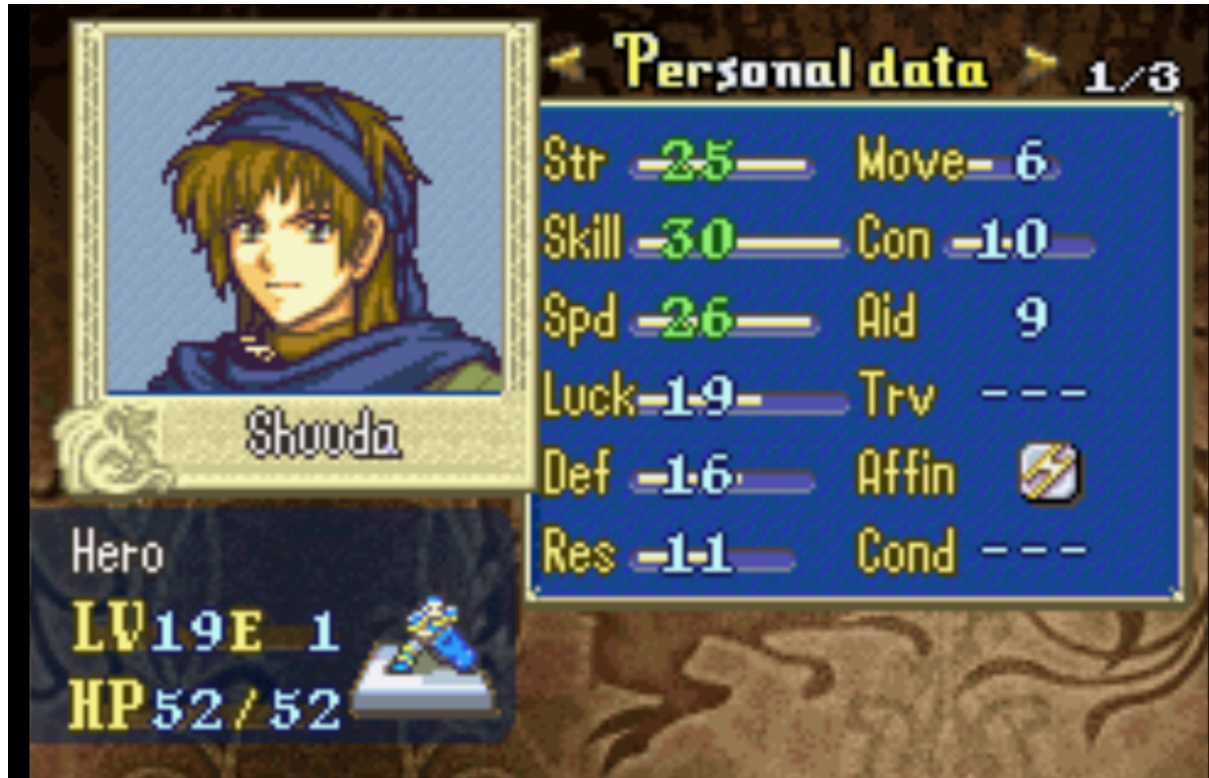 Personal data 1/3
Str 25 Move 6
Skill 30 Con 10
Spd 26 Aid 9
Luck 19 Trv ---
Def 16 Affin
Res 11 Cond ---
Shuuda
Hero
LV 19 E 1
HP 52/52